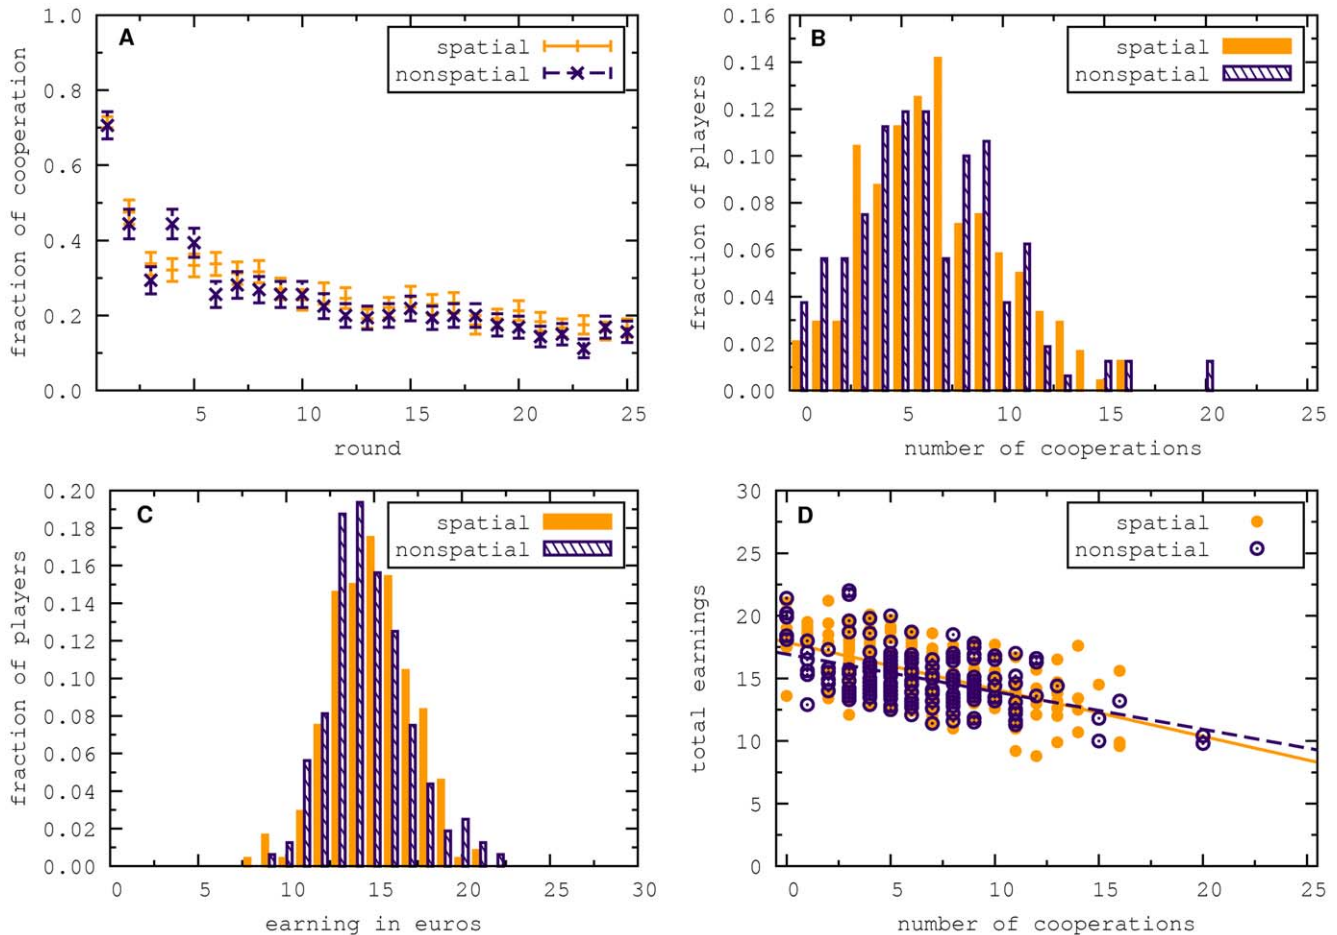 A
spatial
nonspatial
fraction of cooperation
1.0
0.8
0.6
0.4
0.2
0.0
5 10 15 20 25
round
B
spatial
nonspatial
fraction of players
0.16
0.14
0.12
0.10
0.08
0.06
0.04
0.02
0.00
0 5 10 15 20 25
number of cooperations
C
spatial
nonspatial
fraction of players
0.20
0.18
0.16
0.14
0.12
0.10
0.08
0.06
0.04
0.02
0.00
0 5 10 15 20 25 30
earning in euros
D
spatial
nonspatial
total earnings
30
25
20
15
10
5
0
0 5 10 15 20 25
number of cooperations